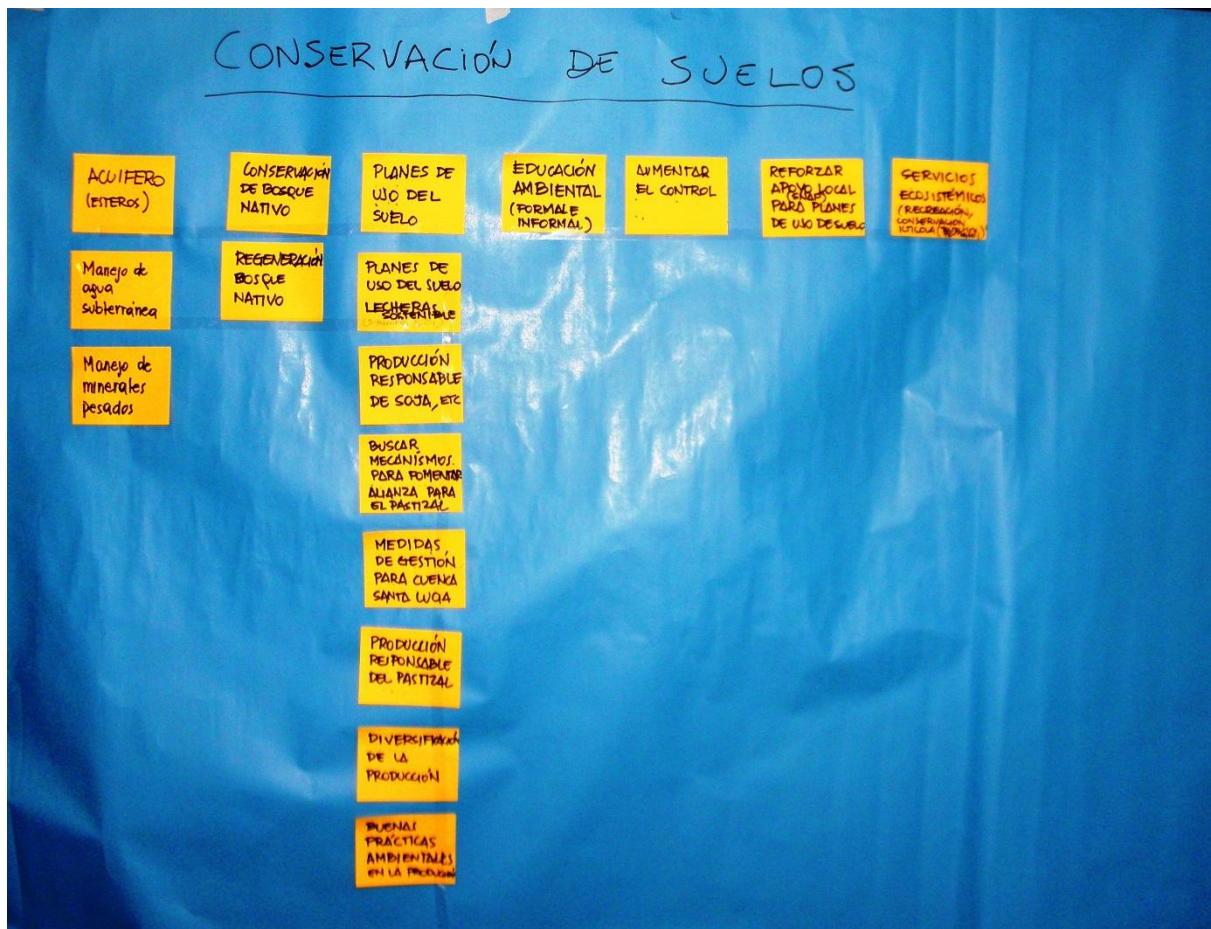 CONSERVACIÓN DE SUELOS
ACUIFERO
(ESTEROS)
Manejo de
agua
subterránea
Manejo de
minerales
pesados
CONSERVACIÓN
DE BOSQUE
NATIVO
REGENERACIÓN
BOSQUE
NATIVO
PLANES DE
USO DEL
SUELO
PLANES DE
USO DEL SUELO
LECHERAS
SOSTENIBLE
PRODUCCIÓN
RESPONSABLE
DE SOJA, ETC
BUSCAR
MECANÍSMOS.
PARA FOMENTAR
ALIANZA PARA
EL PASTIZAL
MEDIDAS
DE GESTIÓN
PARA CUENCA
SANTA LUCIA
PRODUCCIÓN
RESPONSABLE
DEL PASTIZAL
DIVERSIFICACIÓN
DE LA
PRODUCCIÓN
BUENAS
PRÁCTICAS
AMBIENTALES
EN LA PRODUCCIÓN
EDUCACIÓN
AMBIENTAL
(FORMAL E
INFORMAL)
AUMENTAR
EL CONTROL
REFORZAR
APOYO LOCAL
PARA PLANES
DE USO DE SUELO
SERVICIOS
ECOSISTÉMICOS
(RECREACIÓN,
CONSERVACIÓN
ICTICOLA